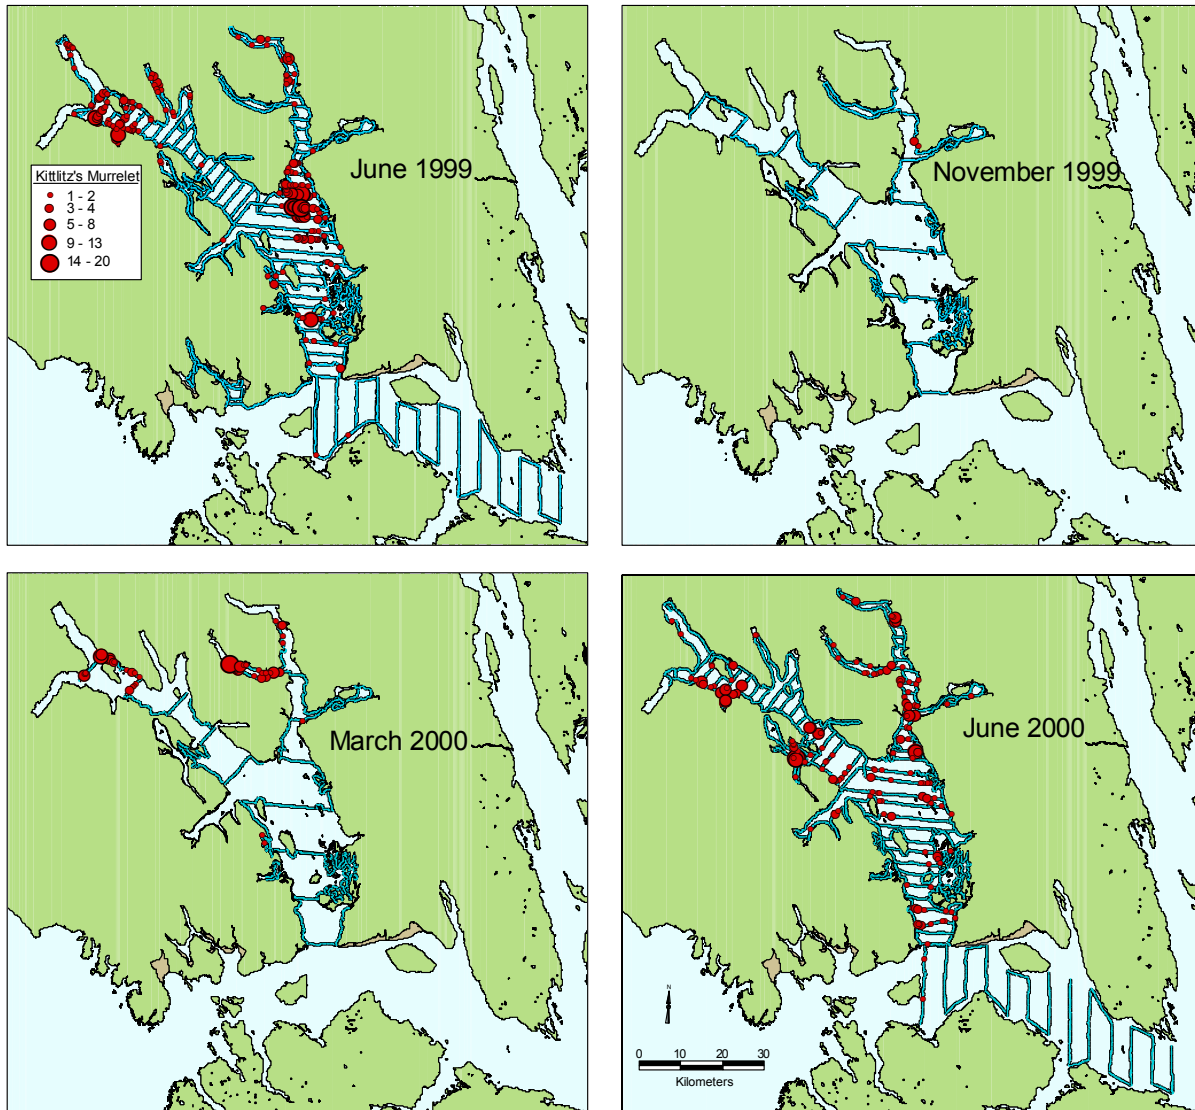 June 1999
Kittlitz's Murrelet
1 - 2
3 - 4
5 - 8
9 - 13
14 - 20
November 1999
March 2000
June 2000
N
0 10 20 30
Kilometers